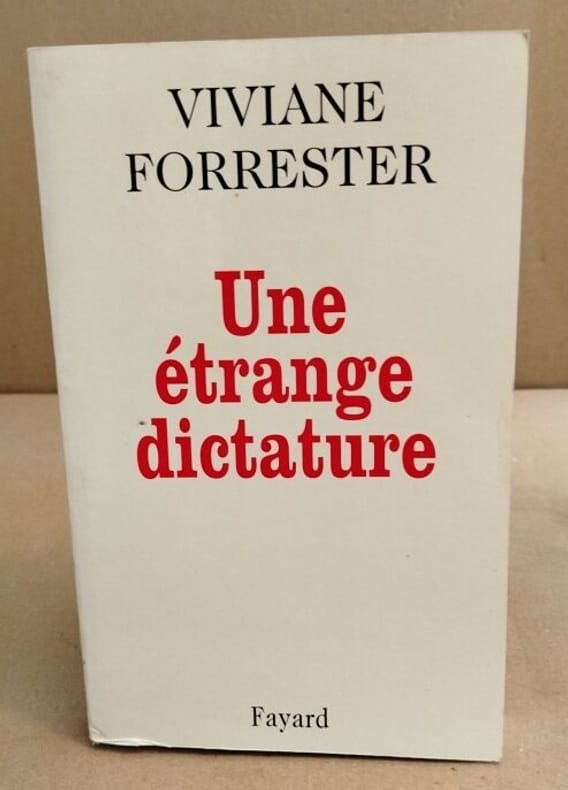 VIVIANE
FORRESTER
Une
étrange
dictature
Fayard